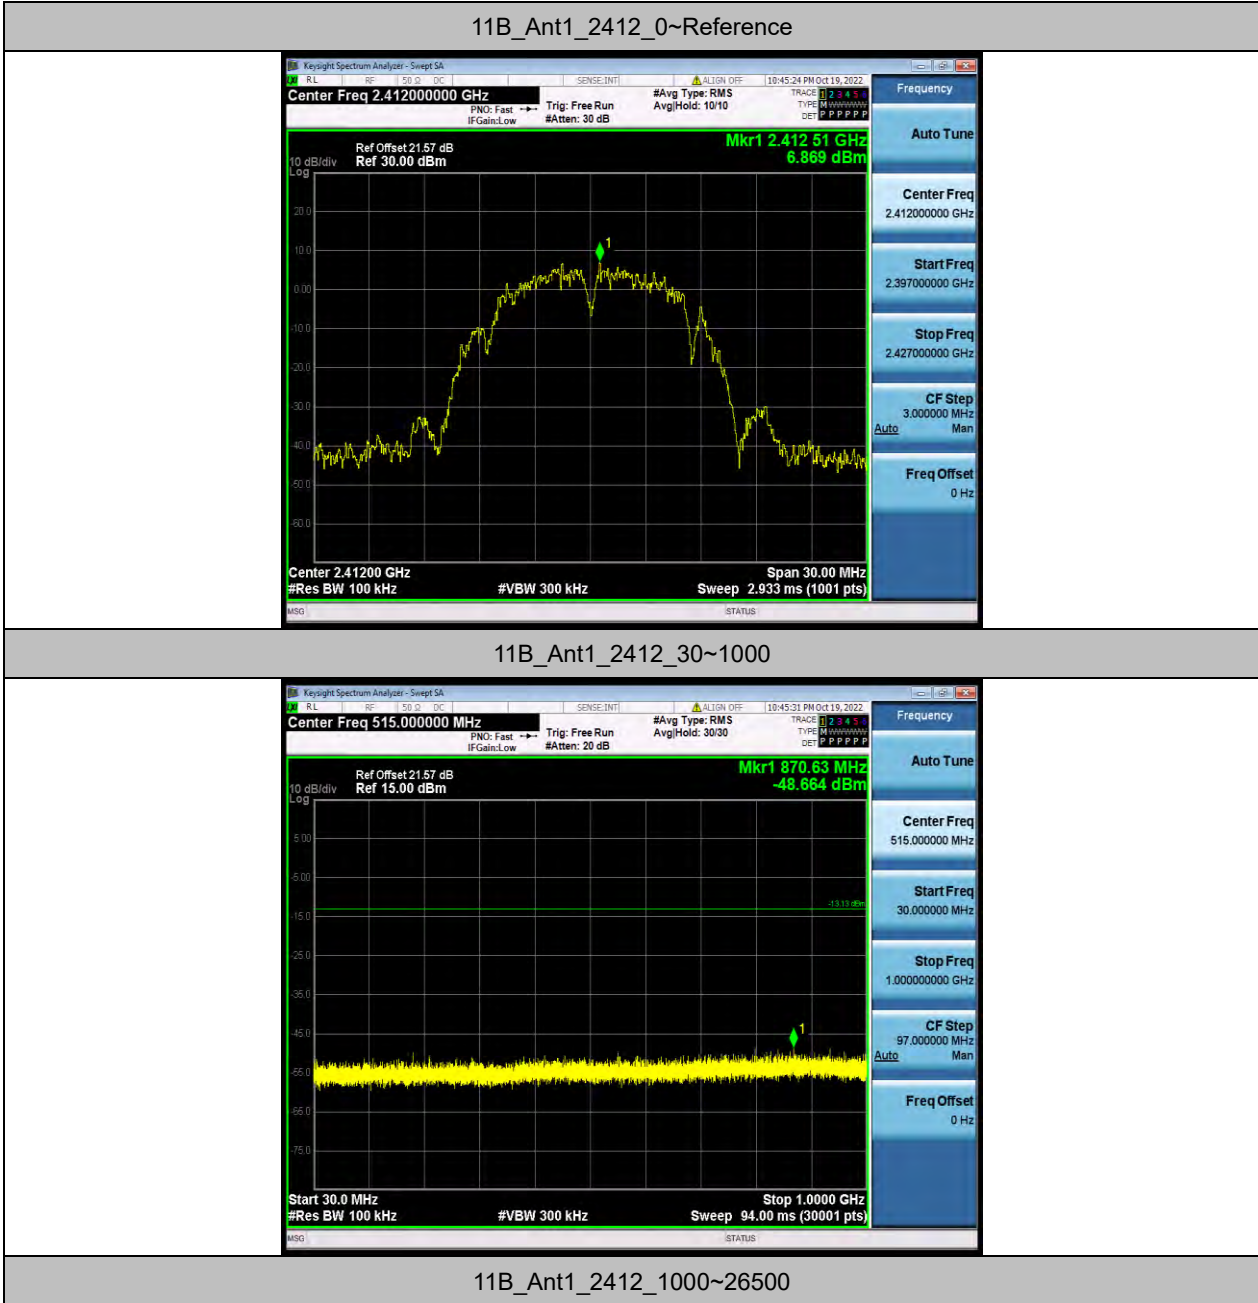 11B_Ant1_2412_0~Reference
Keysight Spectrum Analyzer - Swept SA
RL RF 50 Ω DC SENSE:INT ALIGN OFF 10:45:24 PM Oct 19, 2022
Center Freq 2.412000000 GHz
PNO: Fast
IFGain:Low
Trig: Free Run
#Atten: 30 dB
#Avg Type: RMS
Avg|Hold: 10/10
TRACE 1 2 3 4 5 6
TYPE M WWWWW
DET P P P P P P
Frequency
Auto Tune
Ref Offset 21.57 dB
10 dB/div Ref 30.00 dBm
Log
Mkr1 2.412 51 GHz
6.869 dBm
1
20.0
10.0
0.00
-10.0
-20.0
-30.0
-40.0
-50.0
-60.0
Center Freq
2.412000000 GHz
Start Freq
2.397000000 GHz
Stop Freq
2.427000000 GHz
CF Step
3.000000 MHz
Auto Man
Freq Offset
0 Hz
Center 2.41200 GHz Span 30.00 MHz
#Res BW 100 kHz #VBW 300 kHz Sweep 2.933 ms (1001 pts)
MSG STATUS
11B_Ant1_2412_30~1000
Keysight Spectrum Analyzer - Swept SA
RL RF 50 Ω DC SENSE:INT ALIGN OFF 10:45:31 PM Oct 19, 2022
Center Freq 515.000000 MHz
PNO: Fast
IFGain:Low
Trig: Free Run
#Atten: 20 dB
#Avg Type: RMS
Avg|Hold: 30/30
TRACE 1 2 3 4 5 6
TYPE M WWWWW
DET P P P P P P
Frequency
Auto Tune
Ref Offset 21.57 dB
10 dB/div Ref 15.00 dBm
Log
Mkr1 870.63 MHz
-48.664 dBm
5.00
-5.00
-13.13 dBm
-15.0
-25.0
-35.0
-45.0
1
-55.0
-65.0
-75.0
Center Freq
515.000000 MHz
Start Freq
30.000000 MHz
Stop Freq
1.000000000 GHz
CF Step
97.000000 MHz
Auto Man
Freq Offset
0 Hz
Start 30.0 MHz Stop 1.0000 GHz
#Res BW 100 kHz #VBW 300 kHz Sweep 94.00 ms (30001 pts)
MSG STATUS
11B_Ant1_2412_1000~26500